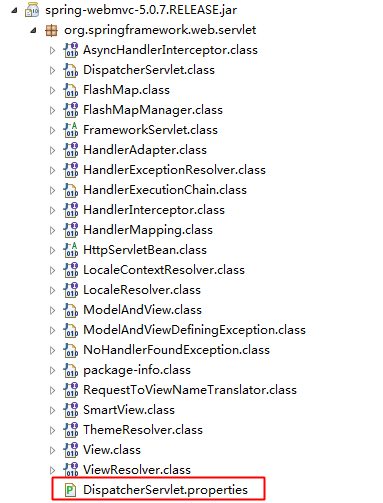 spring-webmvc-5.0.7.RELEASE.jar
org.springframework.web.servlet
AsyncHandlerInterceptor.class
DispatcherServlet.class
FlashMap.class
FlashMapManager.class
FrameworkServlet.class
HandlerAdapter.class
HandlerExceptionResolver.class
HandlerExecutionChain.class
HandlerInterceptor.class
HandlerMapping.class
HttpServletBean.class
LocaleContextResolver.class
LocaleResolver.class
ModelAndView.class
ModelAndViewDefiningException.class
NoHandlerFoundException.class
package-info.class
RequestToViewNameTranslator.class
SmartView.class
ThemeResolver.class
View.class
ViewResolver.class
DispatcherServlet.properties